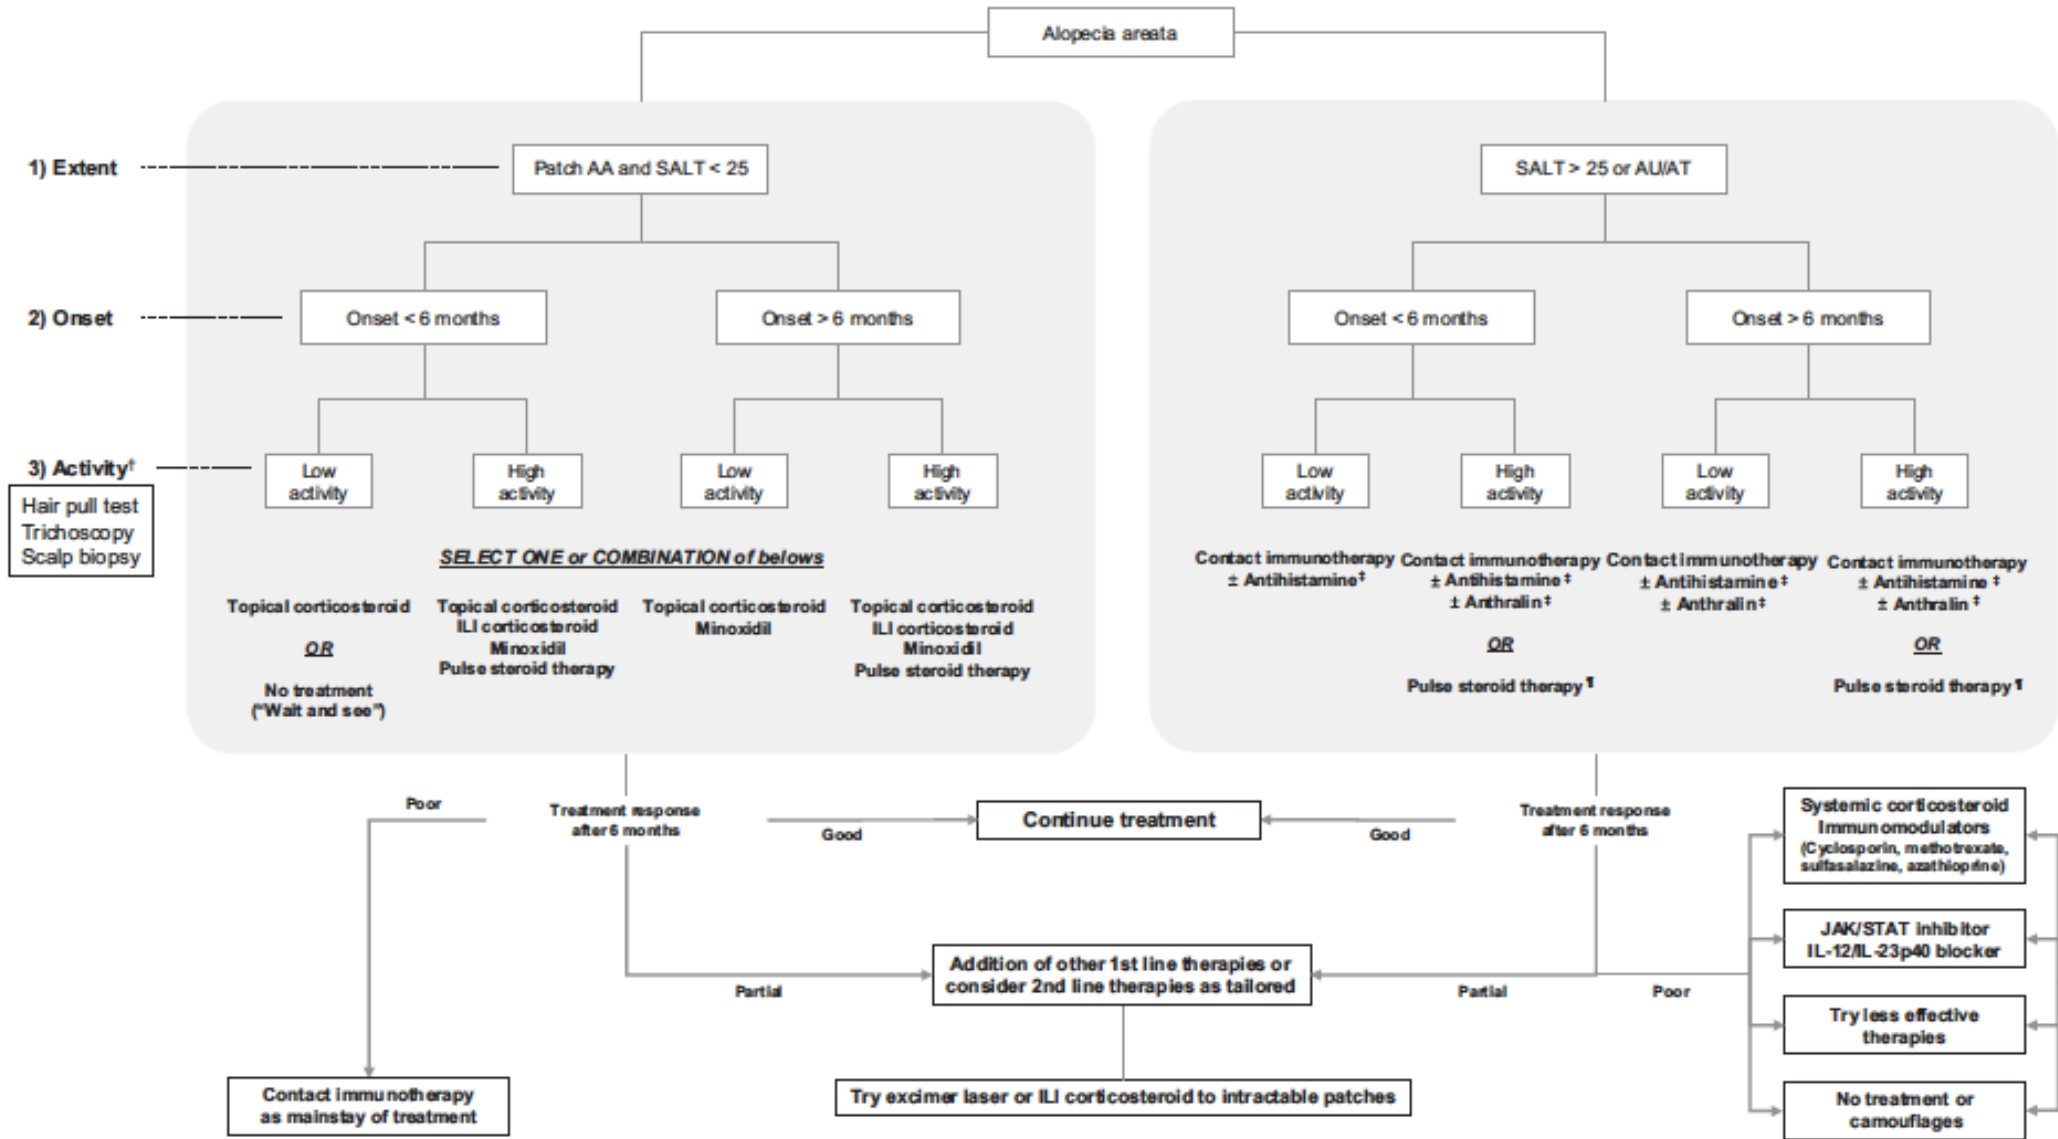 Alopecia areata
1) Extent
Patch AA and SALT < 25
SALT > 25 or AU/AT
2) Onset
Onset < 6 months
Onset > 6 months
Onset < 6 months
Onset > 6 months
3) Activity†
Hair pull test
Trichoscopy
Scalp biopsy
Low
activity
High
activity
Low
activity
High
activity
Low
activity
High
activity
Low
activity
High
activity
SELECT ONE or COMBINATION of belows
Topical corticosteroid
OR
No treatment
("Wait and see")
Topical corticosteroid
ILI corticosteroid
Minoxidil
Pulse steroid therapy
Topical corticosteroid
Minoxidil
Topical corticosteroid
ILI corticosteroid
Minoxidil
Pulse steroid therapy
Contact immunotherapy
± Antihistamine‡
Contact immunotherapy
± Antihistamine‡
± Anthralin‡
OR
Pulse steroid therapy¶
Contact immunotherapy
± Antihistamine‡
± Anthralin‡
Contact immunotherapy
± Antihistamine‡
± Anthralin‡
OR
Pulse steroid therapy¶
Poor
Treatment response
after 6 months
Good
Continue treatment
Good
Treatment response
after 6 months
Systemic corticosteroid
Immunomodulators
(Cyclosporin, methotrexate,
sulfasalazine, azathioprine)
JAK/STAT inhibitor
IL-12/IL-23p40 blocker
Partial
Addition of other 1st line therapies or
consider 2nd line therapies as tailored
Partial
Poor
Try less effective
therapies
Contact immunotherapy
as mainstay of treatment
Try excimer laser or ILI corticosteroid to intractable patches
No treatment or
camouflages